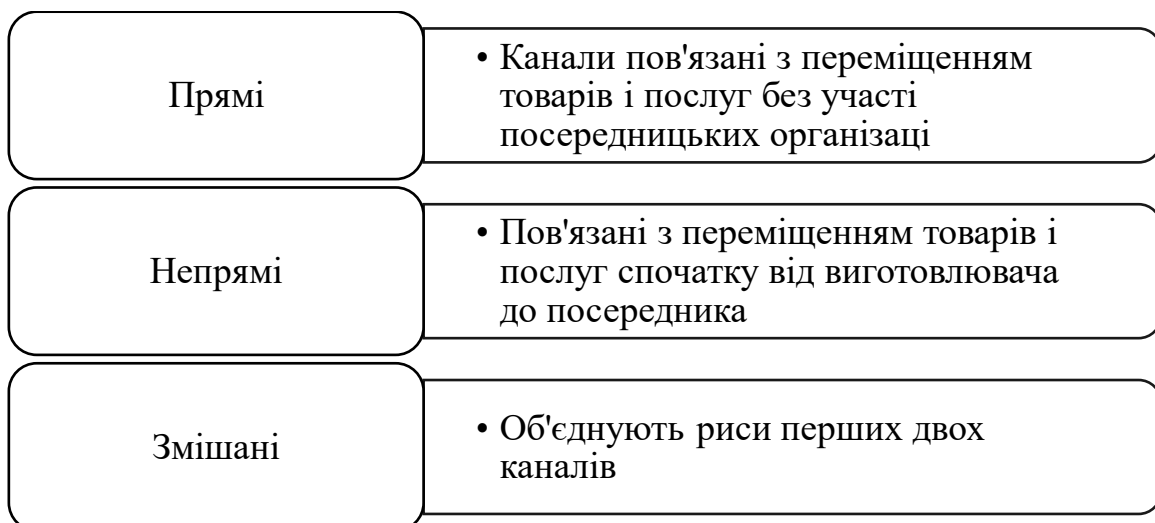 Прямі
• Канали пов'язані з переміщенням
товарів і послуг без участі
посередницьких організаці
Непрямі
• Пов'язані з переміщенням товарів і
послуг спочатку від виготовлювача
до посередника
Змішані
• Об'єднують риси перших двох
каналів